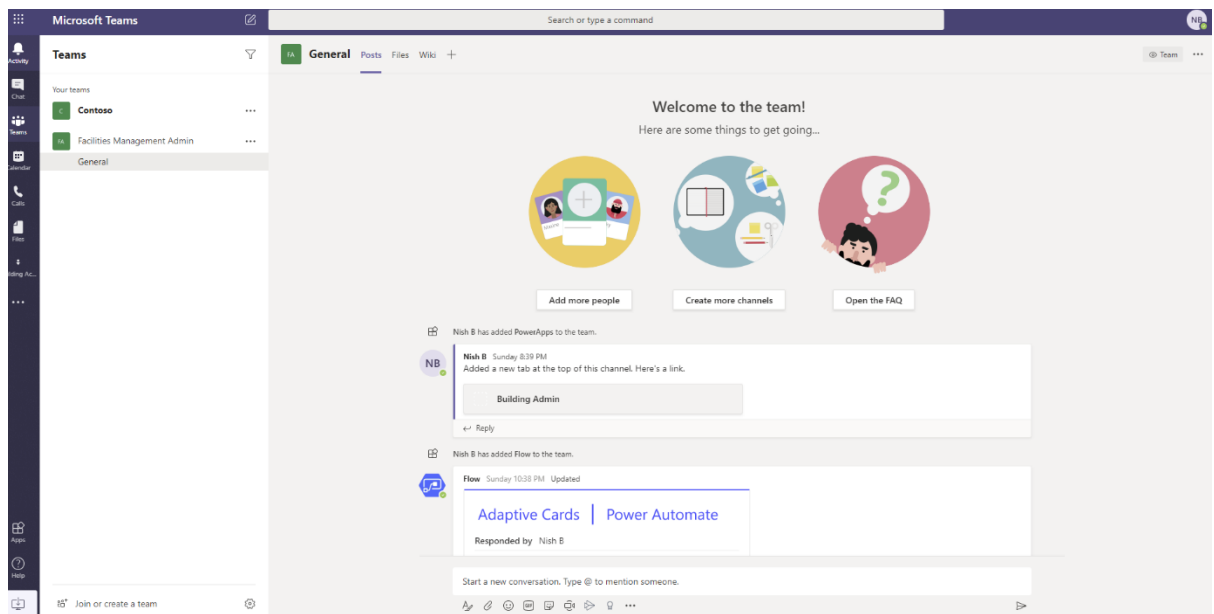 Microsoft Teams
Search or type a command
NB
Activity
Chat
Teams
Calendar
Calls
Files
Apps
Help
Teams
Your teams
C
Contoso
FA
Facilities Management Admin
General
Join or create a team
FA
General Posts Files Wiki
Team
Welcome to the team!
Here are some things to get going...
Add more people
Create more channels
Open the FAQ
Nish B has added PowerApps to the team.
NB
Nish B Sunday 8:39 PM
Added a new tab at the top of this channel. Here's a link.
Building Admin
Reply
Nish B has added Flow to the team.
Flow Sunday 10:38 PM Updated
Adaptive Cards | Power Automate
Responded by Nish B
Start a new conversation. Type @ to mention someone.
GIF